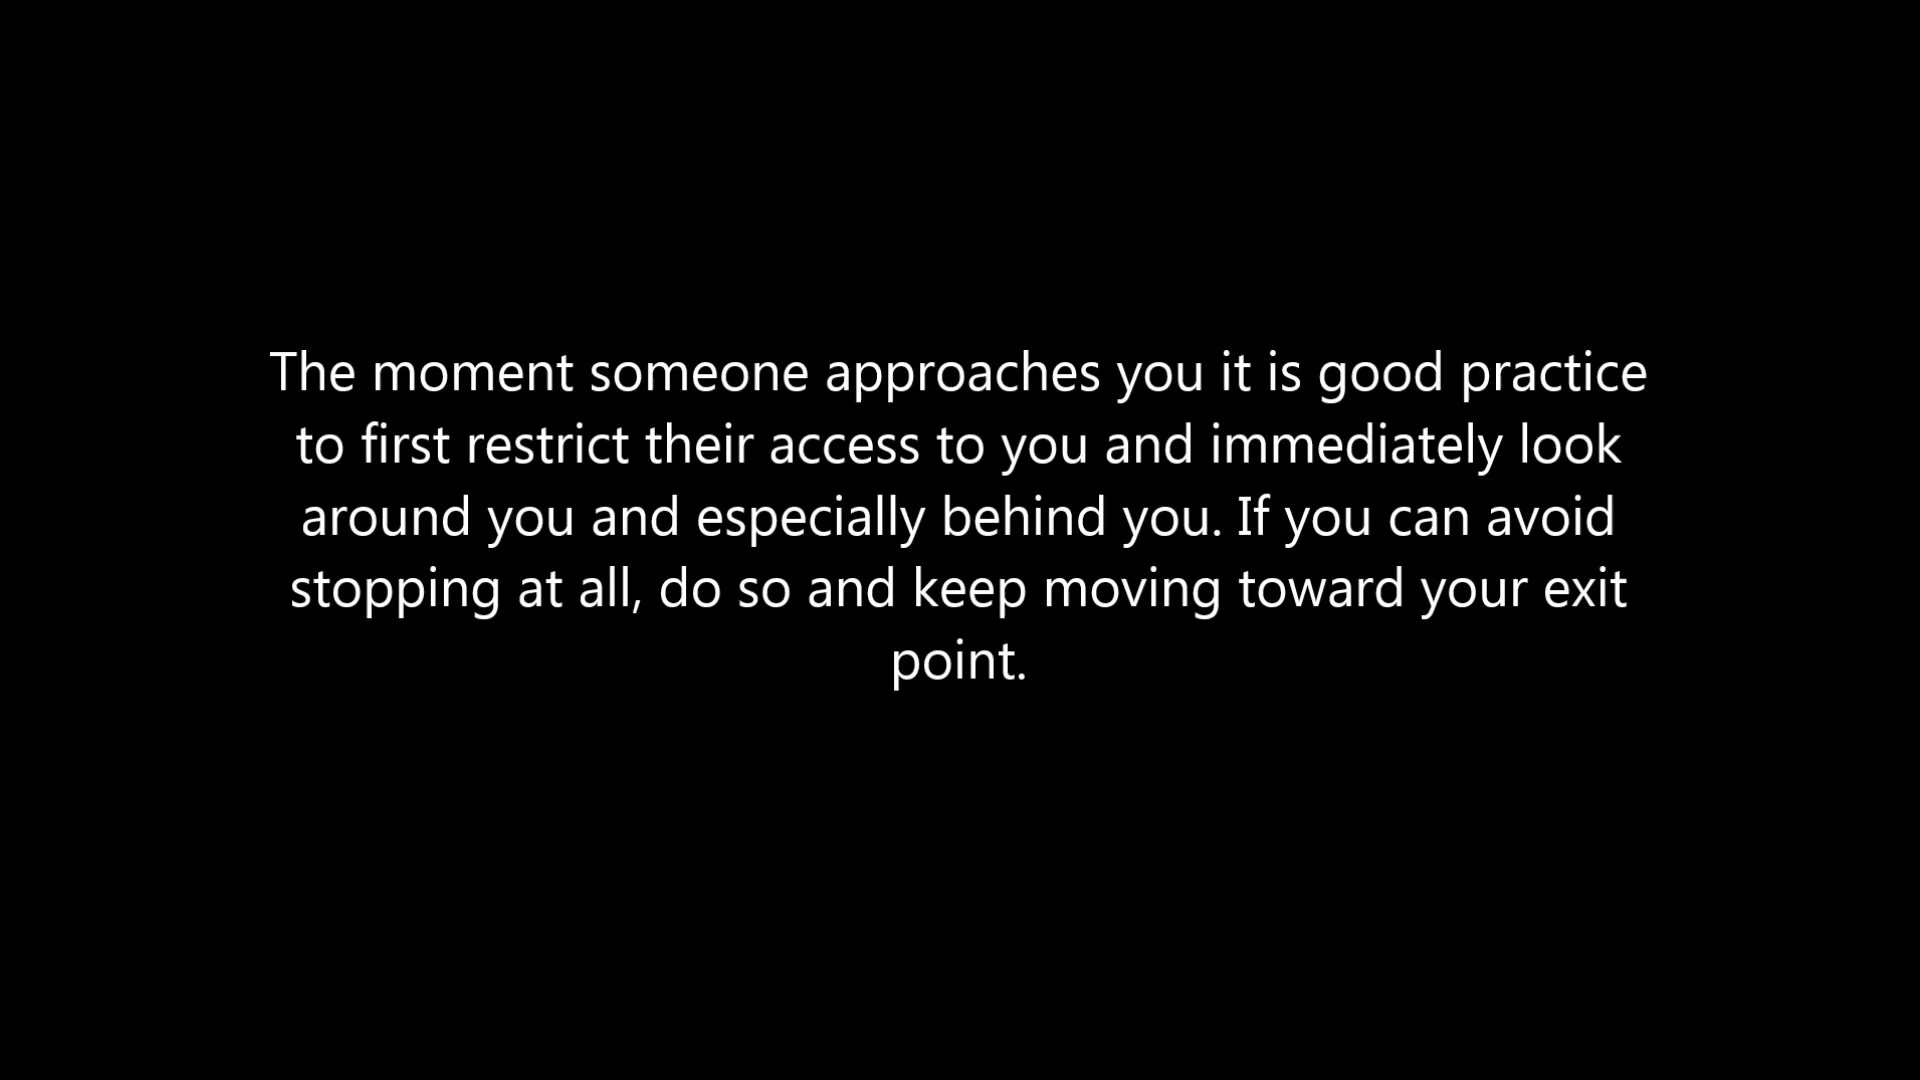 The moment someone approaches you it is good practice
to first restrict their access to you and immediately look
around you and especially behind you. If you can avoid
stopping at all, do so and keep moving toward your exit
point.